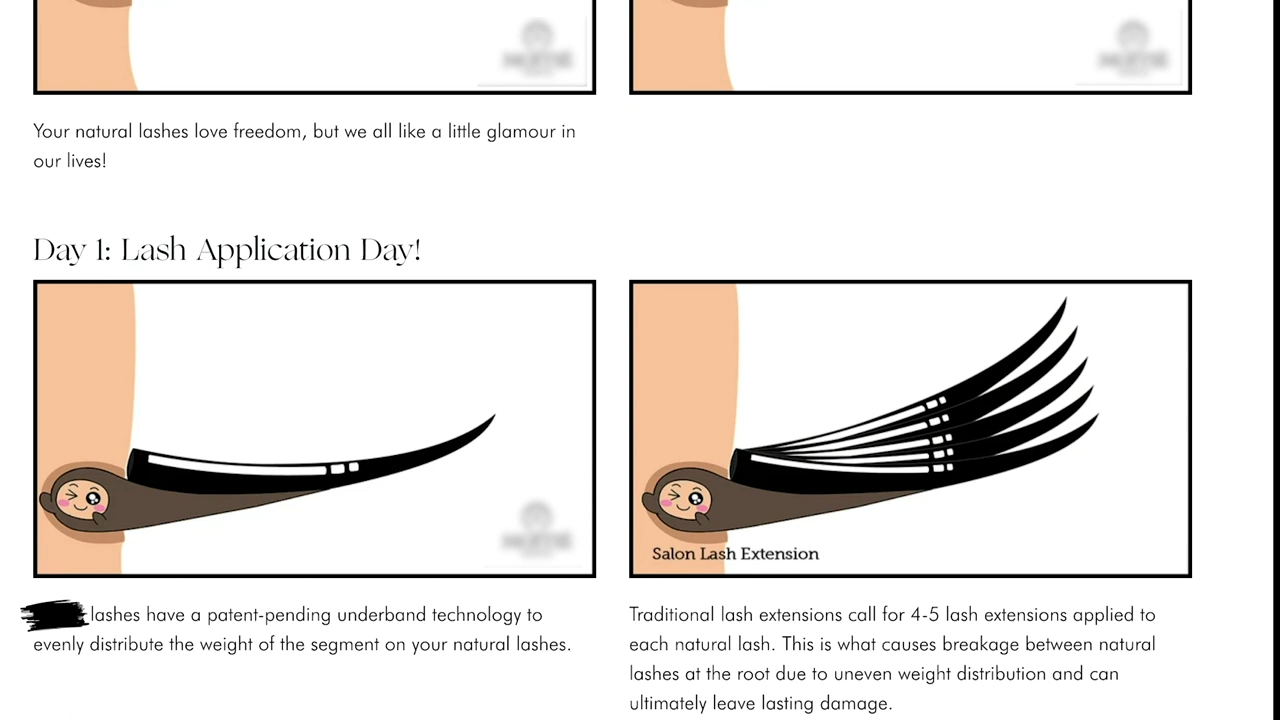 Your natural lashes love freedom, but we all like a little glamour in
our lives!
Day 1: Lash Application Day!
Salon Lash Extension
lashes have a patent-pending underband technology to
evenly distribute the weight of the segment on your natural lashes.
Traditional lash extensions call for 4-5 lash extensions applied to
each natural lash. This is what causes breakage between natural
lashes at the root due to uneven weight distribution and can
ultimately leave lasting damage.